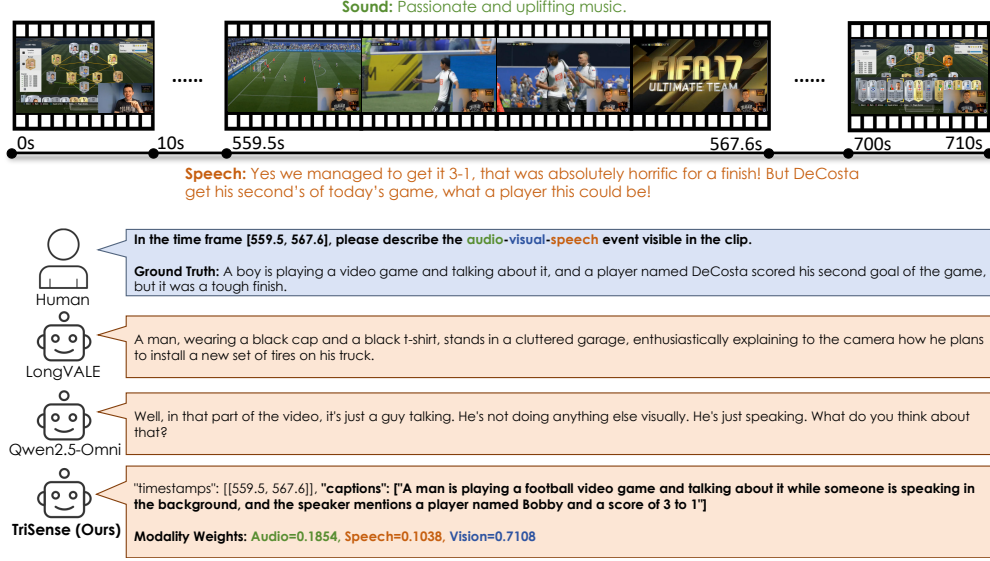 Sound: Passionate and uplifting music.
FIFA 17
ULTIMATE TEAM
0s
10s
559.5s
567.6s
700s
710s
Speech: Yes we managed to get it 3-1, that was absolutely horrific for a finish! But DeCosta
get his second's of today's game, what a player this could be!
In the time frame [559.5, 567.6], please describe the audio-visual-speech event visible in the clip.
Ground Truth: A boy is playing a video game and talking about it, and a player named DeCosta scored his second goal of the game,
but it was a tough finish.
Human
A man, wearing a black cap and a black t-shirt, stands in a cluttered garage, enthusiastically explaining to the camera how he plans
to install a new set of tires on his truck.
LongVALE
Well, in that part of the video, it's just a guy talking. He's not doing anything else visually. He's just speaking. What do you think about
that?
Qwen2.5-Omni
"timestamps": [[559.5, 567.6]], "captions": ["A man is playing a football video game and talking about it while someone is speaking in
the background, and the speaker mentions a player named Bobby and a score of 3 to 1"]
Modality Weights: Audio=0.1854, Speech=0.1038, Vision=0.7108
TriSense (Ours)